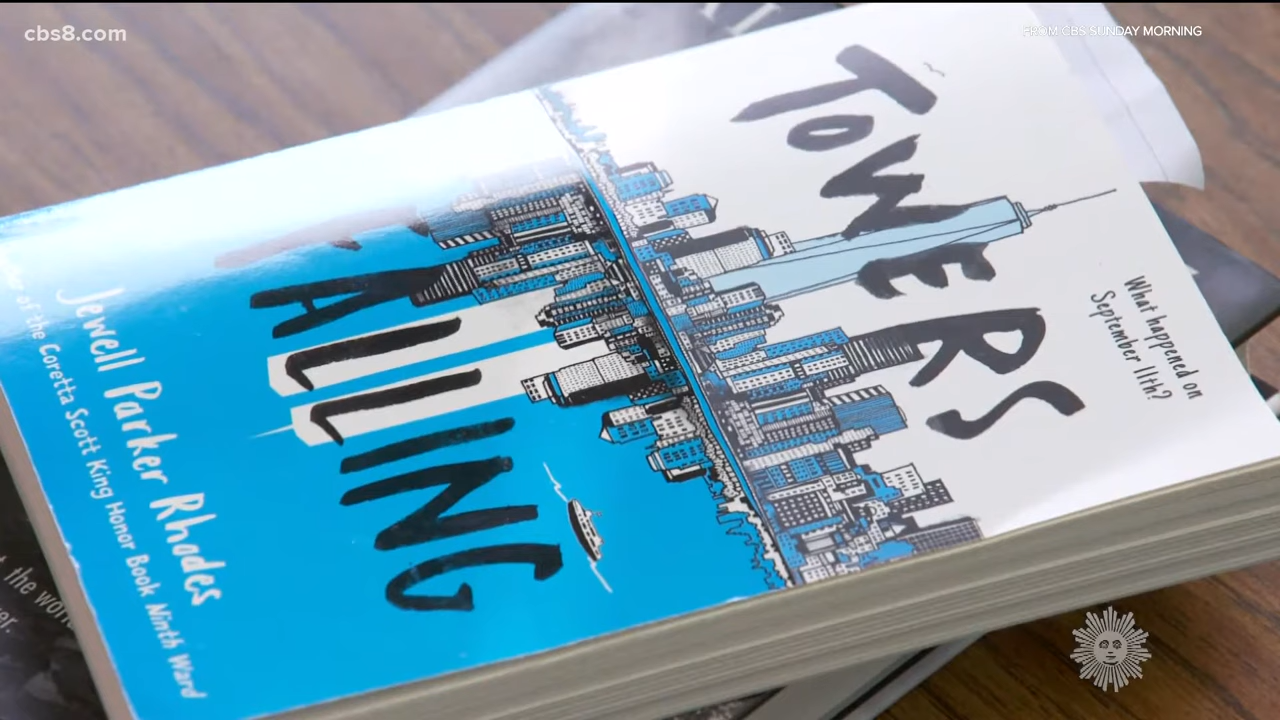 cbs8.com
FROM CBS SUNDAY MORNING
TOWERS
What happened on
September 11th?
FALLING
Jewell Parker Rhodes
of the Coretta Scott King Honor Book Ninth Ward
the